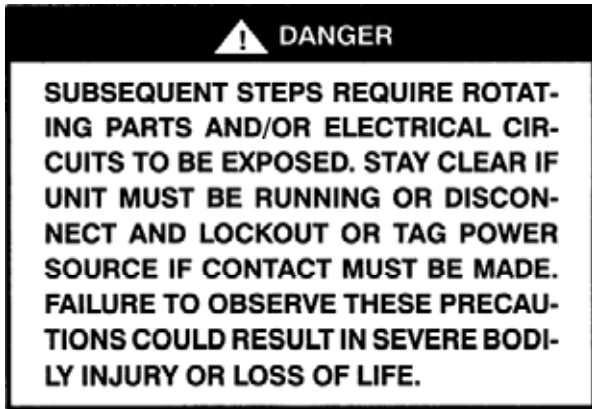 DANGER
SUBSEQUENT STEPS REQUIRE ROTAT-
ING PARTS AND/OR ELECTRICAL CIR-
CUITS TO BE EXPOSED. STAY CLEAR IF
UNIT MUST BE RUNNING OR DISCON-
NECT AND LOCKOUT OR TAG POWER
SOURCE IF CONTACT MUST BE MADE.
FAILURE TO OBSERVE THESE PRECAU-
TIONS COULD RESULT IN SEVERE BODI-
LY INJURY OR LOSS OF LIFE.